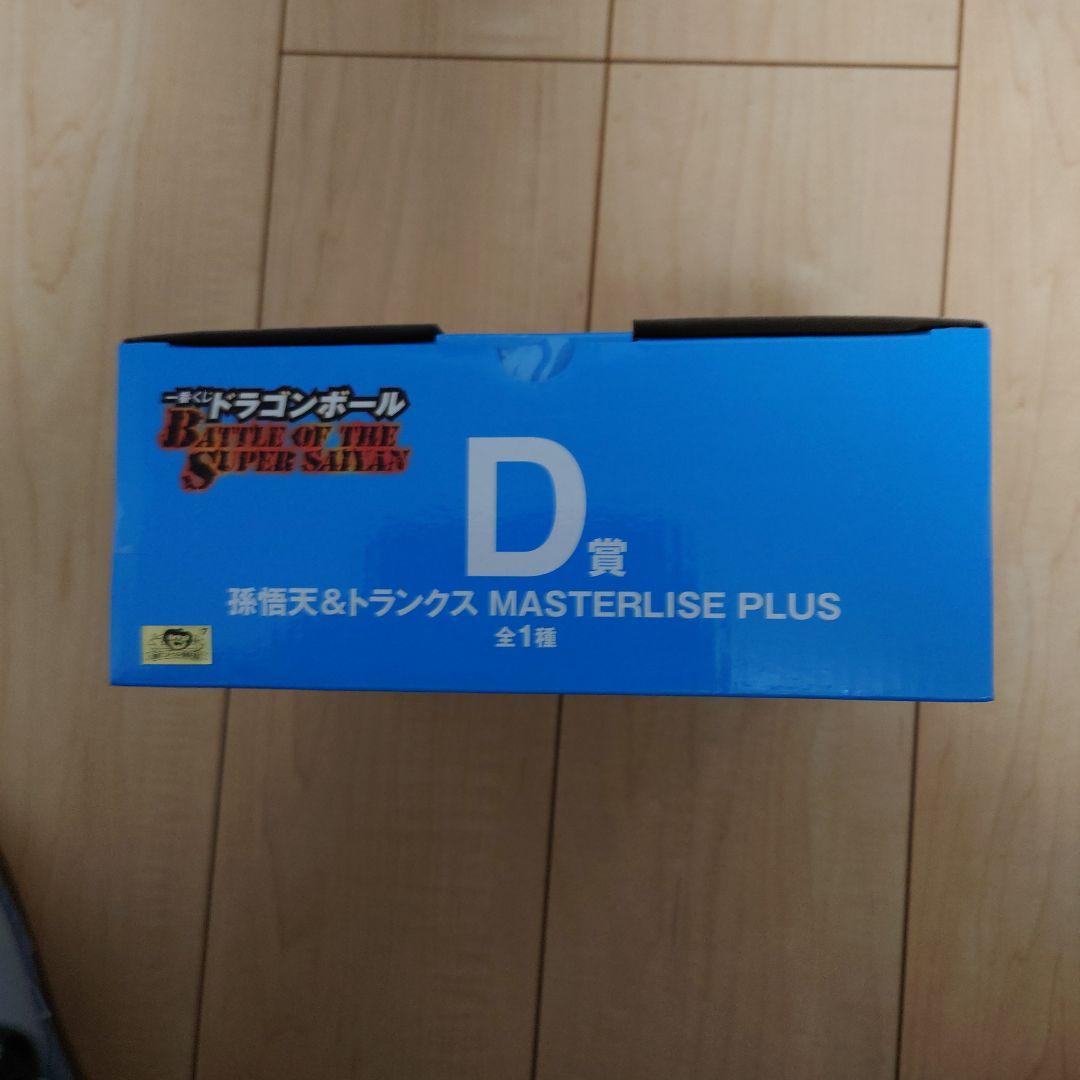 一番くじ ドラゴンボール
BATTLE OF THE
SUPER SAIYAN
D賞
孫悟天&トランクス MASTERLISE PLUS
全1種